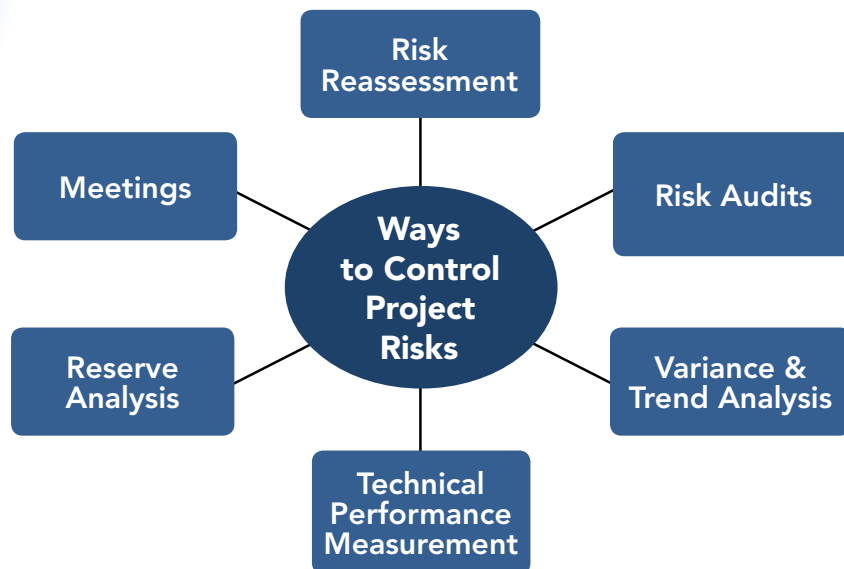 Risk
Reassessment
Meetings
Risk Audits
Ways
to Control
Project
Risks
Reserve
Analysis
Variance &
Trend Analysis
Technical
Performance
Measurement